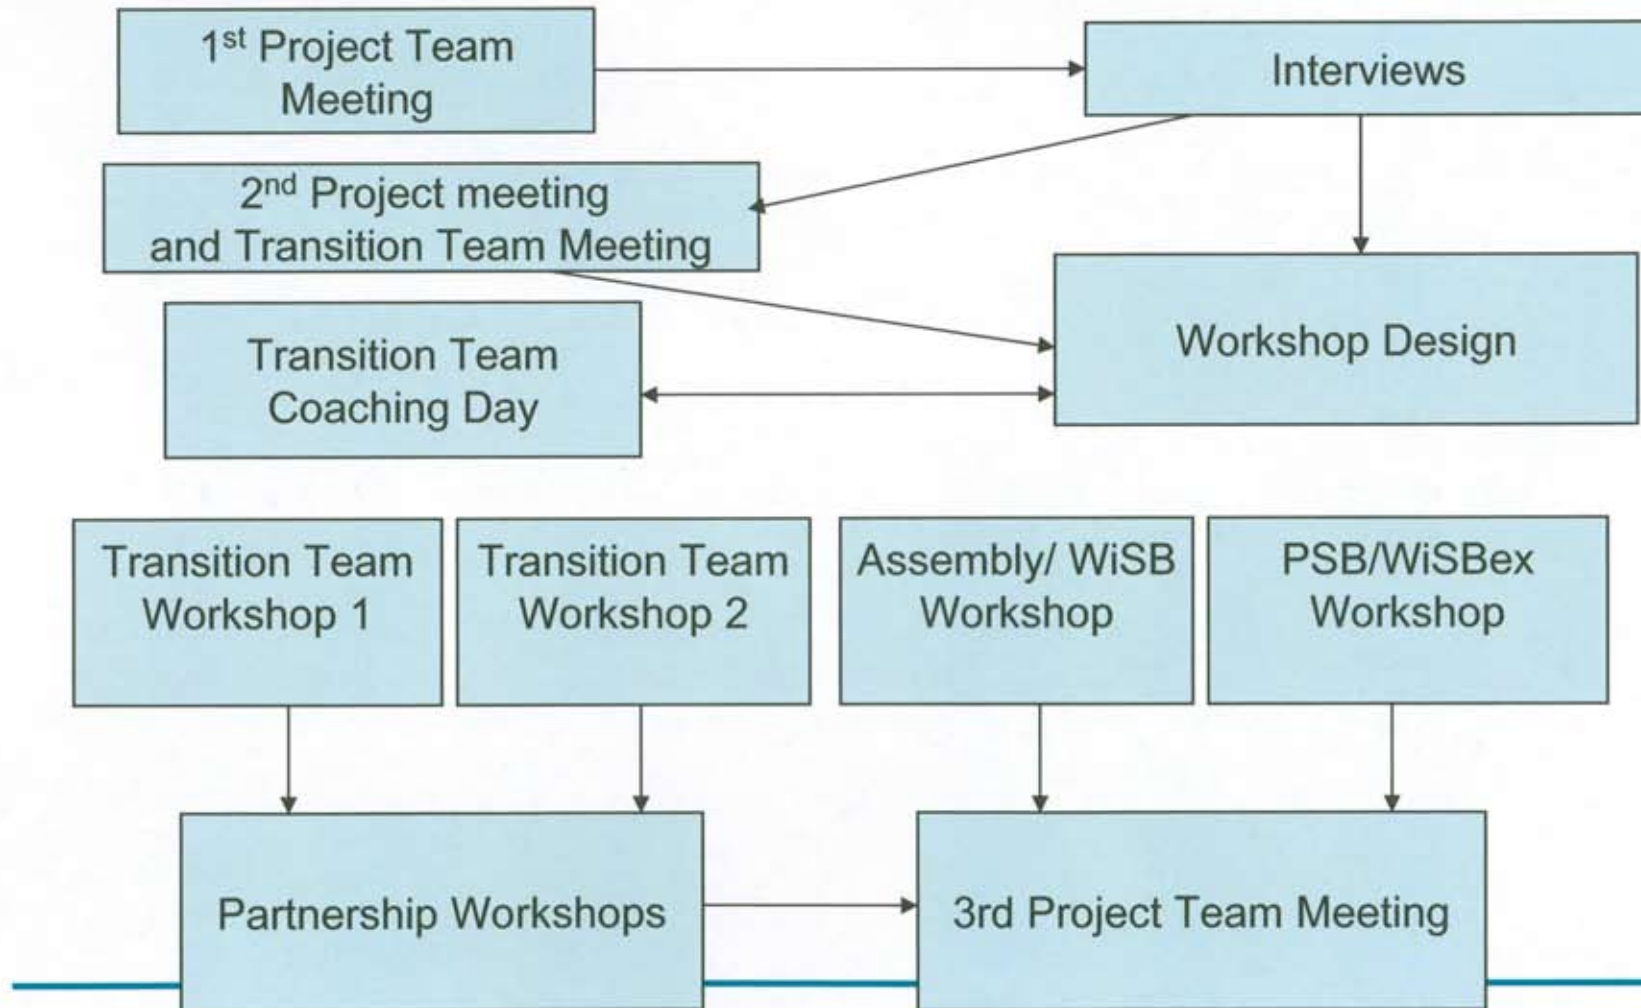 1st Project Team
Meeting
Interviews
2nd Project meeting
and Transition Team Meeting
Workshop Design
Transition Team
Coaching Day
Transition Team
Workshop 1
Transition Team
Workshop 2
Assembly/ WiSB
Workshop
PSB/WiSBex
Workshop
Partnership Workshops
3rd Project Team Meeting